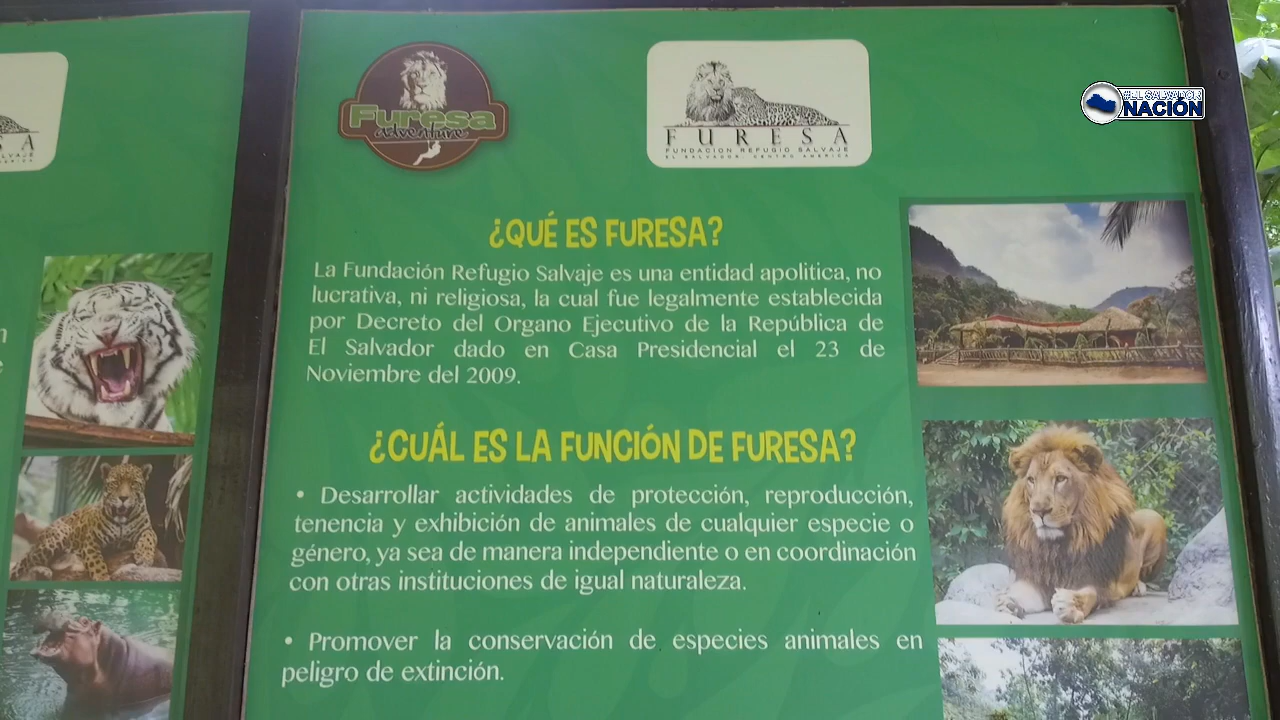 #EL SALVADOR
NACIÓN
Furesa
adventure
FURESA
FUNDACION REFUGIO SALVAJE
EL SALVADOR, CENTRO AMERICA
¿QUÉ ES FURESA?
La Fundación Refugio Salvaje es una entidad apolitica, no
lucrativa, ni religiosa, la cual fue legalmente establecida
por Decreto del Organo Ejecutivo de la República de
El Salvador dado en Casa Presidencial el 23 de
Noviembre del 2009.
¿CUÁL ES LA FUNCIÓN DE FURESA?
• Desarrollar actividades de protección, reproducción,
tenencia y exhibición de animales de cualquier especie o
género, ya sea de manera independiente o en coordinación
con otras instituciones de igual naturaleza.
• Promover la conservación de especies animales en
peligro de extinción.